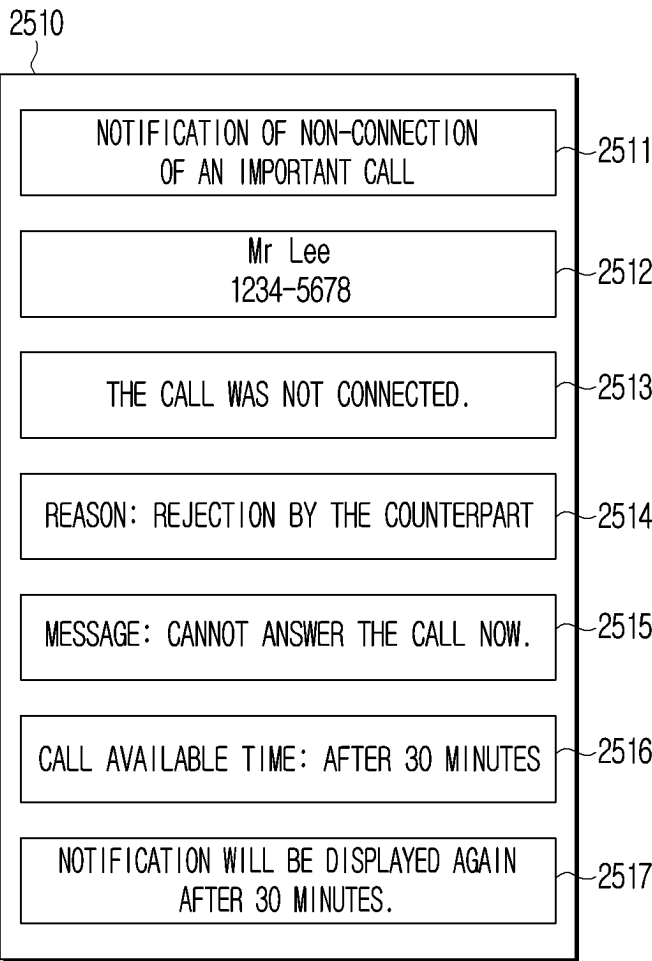 2510
NOTIFICATION OF NON-CONNECTION
OF AN IMPORTANT CALL
2511
Mr Lee
1234-5678
2512
THE CALL WAS NOT CONNECTED.
2513
REASON: REJECTION BY THE COUNTERPART
2514
MESSAGE: CANNOT ANSWER THE CALL NOW.
2515
CALL AVAILABLE TIME: AFTER 30 MINUTES
2516
NOTIFICATION WILL BE DISPLAYED AGAIN
AFTER 30 MINUTES.
2517